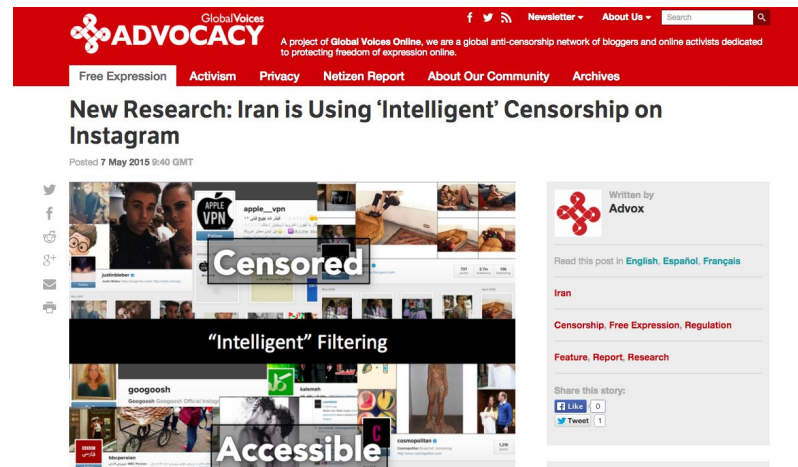 GlobalVoices
ADVOCACY
Newsletter
About Us
Search
A project of Global Voices Online, we are a global anti-censorship network of bloggers and online activists dedicated
to protecting freedom of expression online.
Free Expression
Activism
Privacy
Netizen Report
About Our Community
Archives
New Research: Iran is Using ‘Intelligent’ Censorship on
Instagram
Posted 7 May 2015 9:40 GMT
APPLE
VPN
apple__vpn
justinbieber
Censored
“Intelligent” Filtering
googoosh
Googoosh Official Instagr
kalemah
BBC
فارسی
bbcpersian
Accessible
cosmopolitan
Written by
Advox
Read this post in English, Español, Français
Iran
Censorship, Free Expression, Regulation
Feature, Report, Research
Share this story:
Like 0
Tweet 1